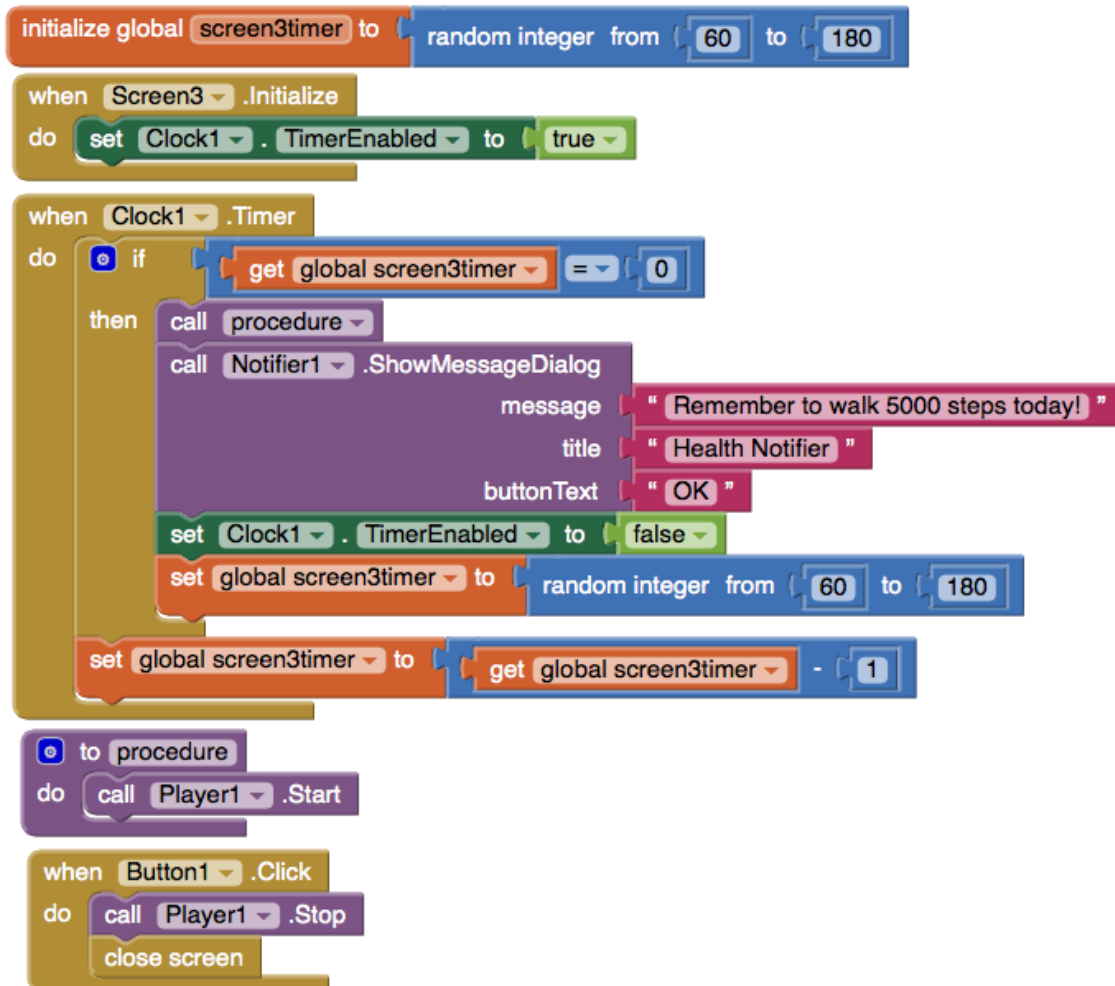 initialize global screen3timer to random integer from 60 to 180
when Screen3 .Initialize
do set Clock1 . TimerEnabled to true
when Clock1 .Timer
do if get global screen3timer = 0
then call procedure
call Notifier1 .ShowMessageDialog
message " Remember to walk 5000 steps today! "
title " Health Notifier "
buttonText " OK "
set Clock1 . TimerEnabled to false
set global screen3timer to random integer from 60 to 180
set global screen3timer to get global screen3timer - 1
to procedure
do call Player1 .Start
when Button1 .Click
do call Player1 .Stop
close screen